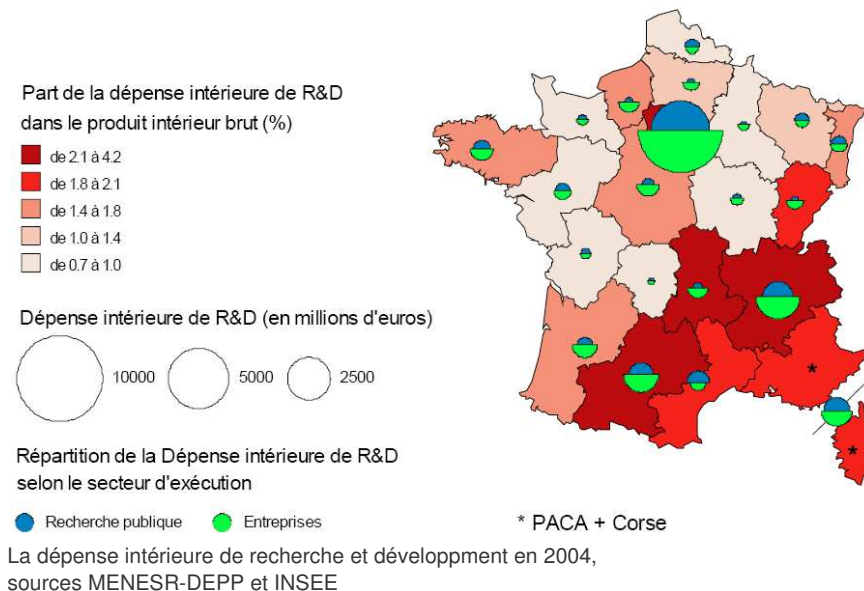 Part de la dépense intérieure de R&D
dans le produit intérieur brut (%)
de 2.1 à 4.2
de 1.8 à 2.1
de 1.4 à 1.8
de 1.0 à 1.4
de 0.7 à 1.0
Dépense intérieure de R&D (en millions d'euros)
10000
5000
2500
Répartition de la Dépense intérieure de R&D
selon le secteur d'exécution
Recherche publique
Entreprises
*
*
* PACA + Corse
La dépense intérieure de recherche et développment en 2004,
sources MENESR-DEPP et INSEE